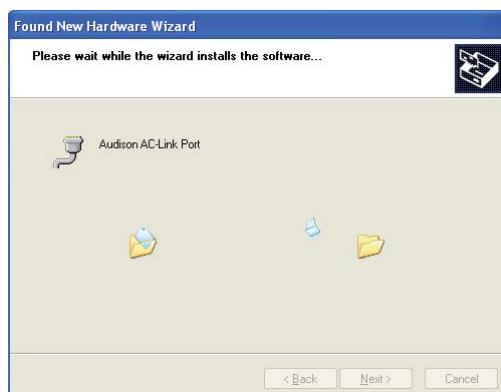 Found New Hardware Wizard
Please wait while the wizard installs the software...
Audison AC-Link Port
< Back
Next >
Cancel